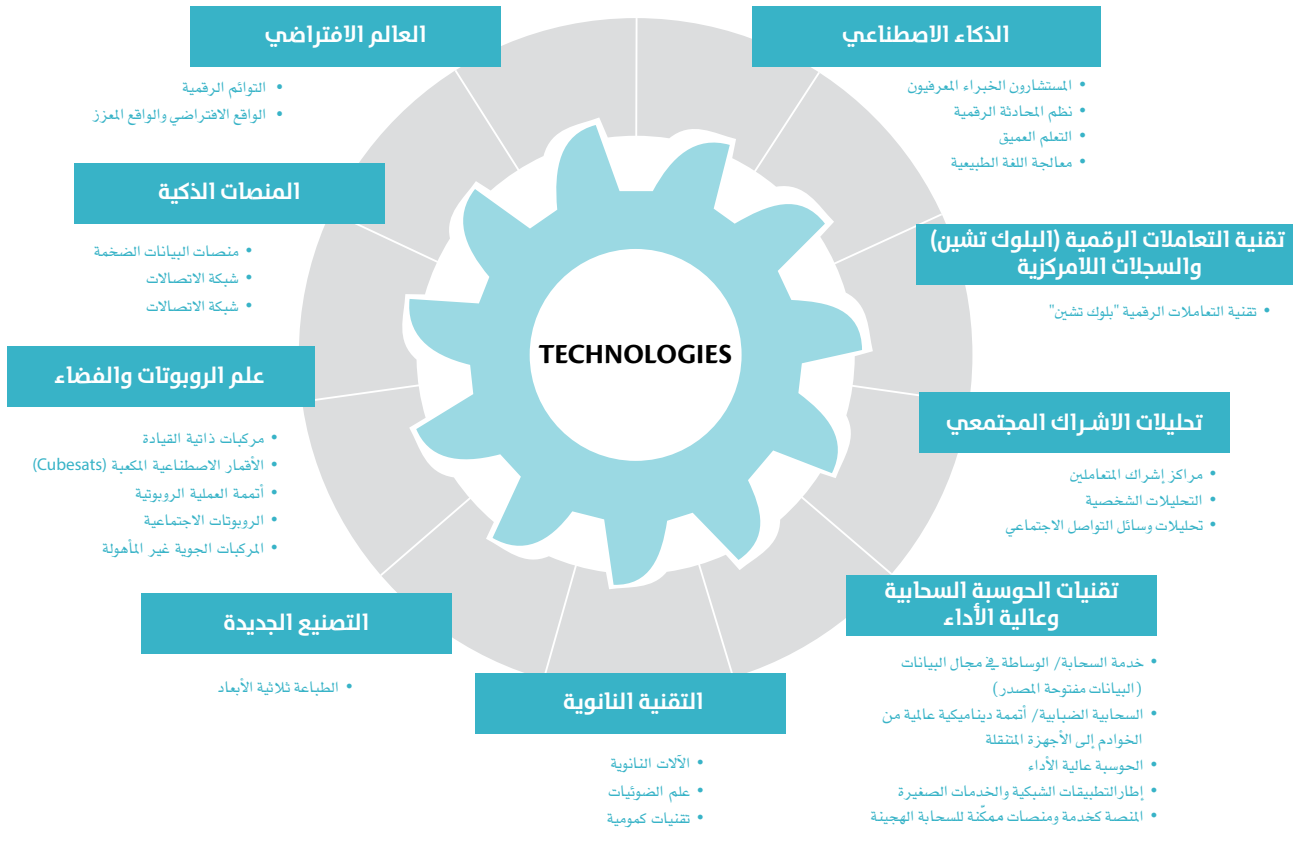 الذكاء الاصطناعي
• المستشارون الخبراء المعرفيون
• نظم المحادثة الرقمية
• التعلم العميق
• معالجة اللغة الطبيعية
تقنية التعاملات الرقمية (البلوك تشين)
والسجلات اللامركزية
• تقنية التعاملات الرقمية "بلوك تشين"
تحليلات الاشراك المجتمعي
• مراكز إشراك المتعاملين
• التحليلات الشخصية
• تحليلات وسائل التواصل الاجتماعي
تقنيات الحوسبة السحابية
وعالية الأداء
• خدمة السحابة/ الوساطة في مجال البيانات
(البيانات مفتوحة المصدر)
• السحابية الضبابية/ أتممة ديناميكية عالمية من
الخوادم إلى الأجهزة المتنقلة
• الحوسبة عالية الأداء
• إطارالتطبيقات الشبكية والخدمات الصغيرة
• المنصة كخدمة ومنصات ممكّنة للسحابة الهجينة
التقنية النانوية
• الآلات النانوية
• علم الضوئيات
• تقنيات كمومية
التصنيع الجديدة
• الطباعة ثلاثية الأبعاد
علم الروبوتات والفضاء
• مركبات ذاتية القيادة
• الأقمار الاصطناعية المكعبة (Cubesats)
• أتممة العملية الروبوتية
• الروبوتات الاجتماعية
• المركبات الجوية غير المأهولة
المنصات الذكية
• منصات البيانات الضخمة
• شبكة الاتصالات
• شبكة الاتصالات
العالم الافتراضي
• التوائم الرقمية
• الواقع الافتراضي والواقع المعزز
TECHNOLOGIES